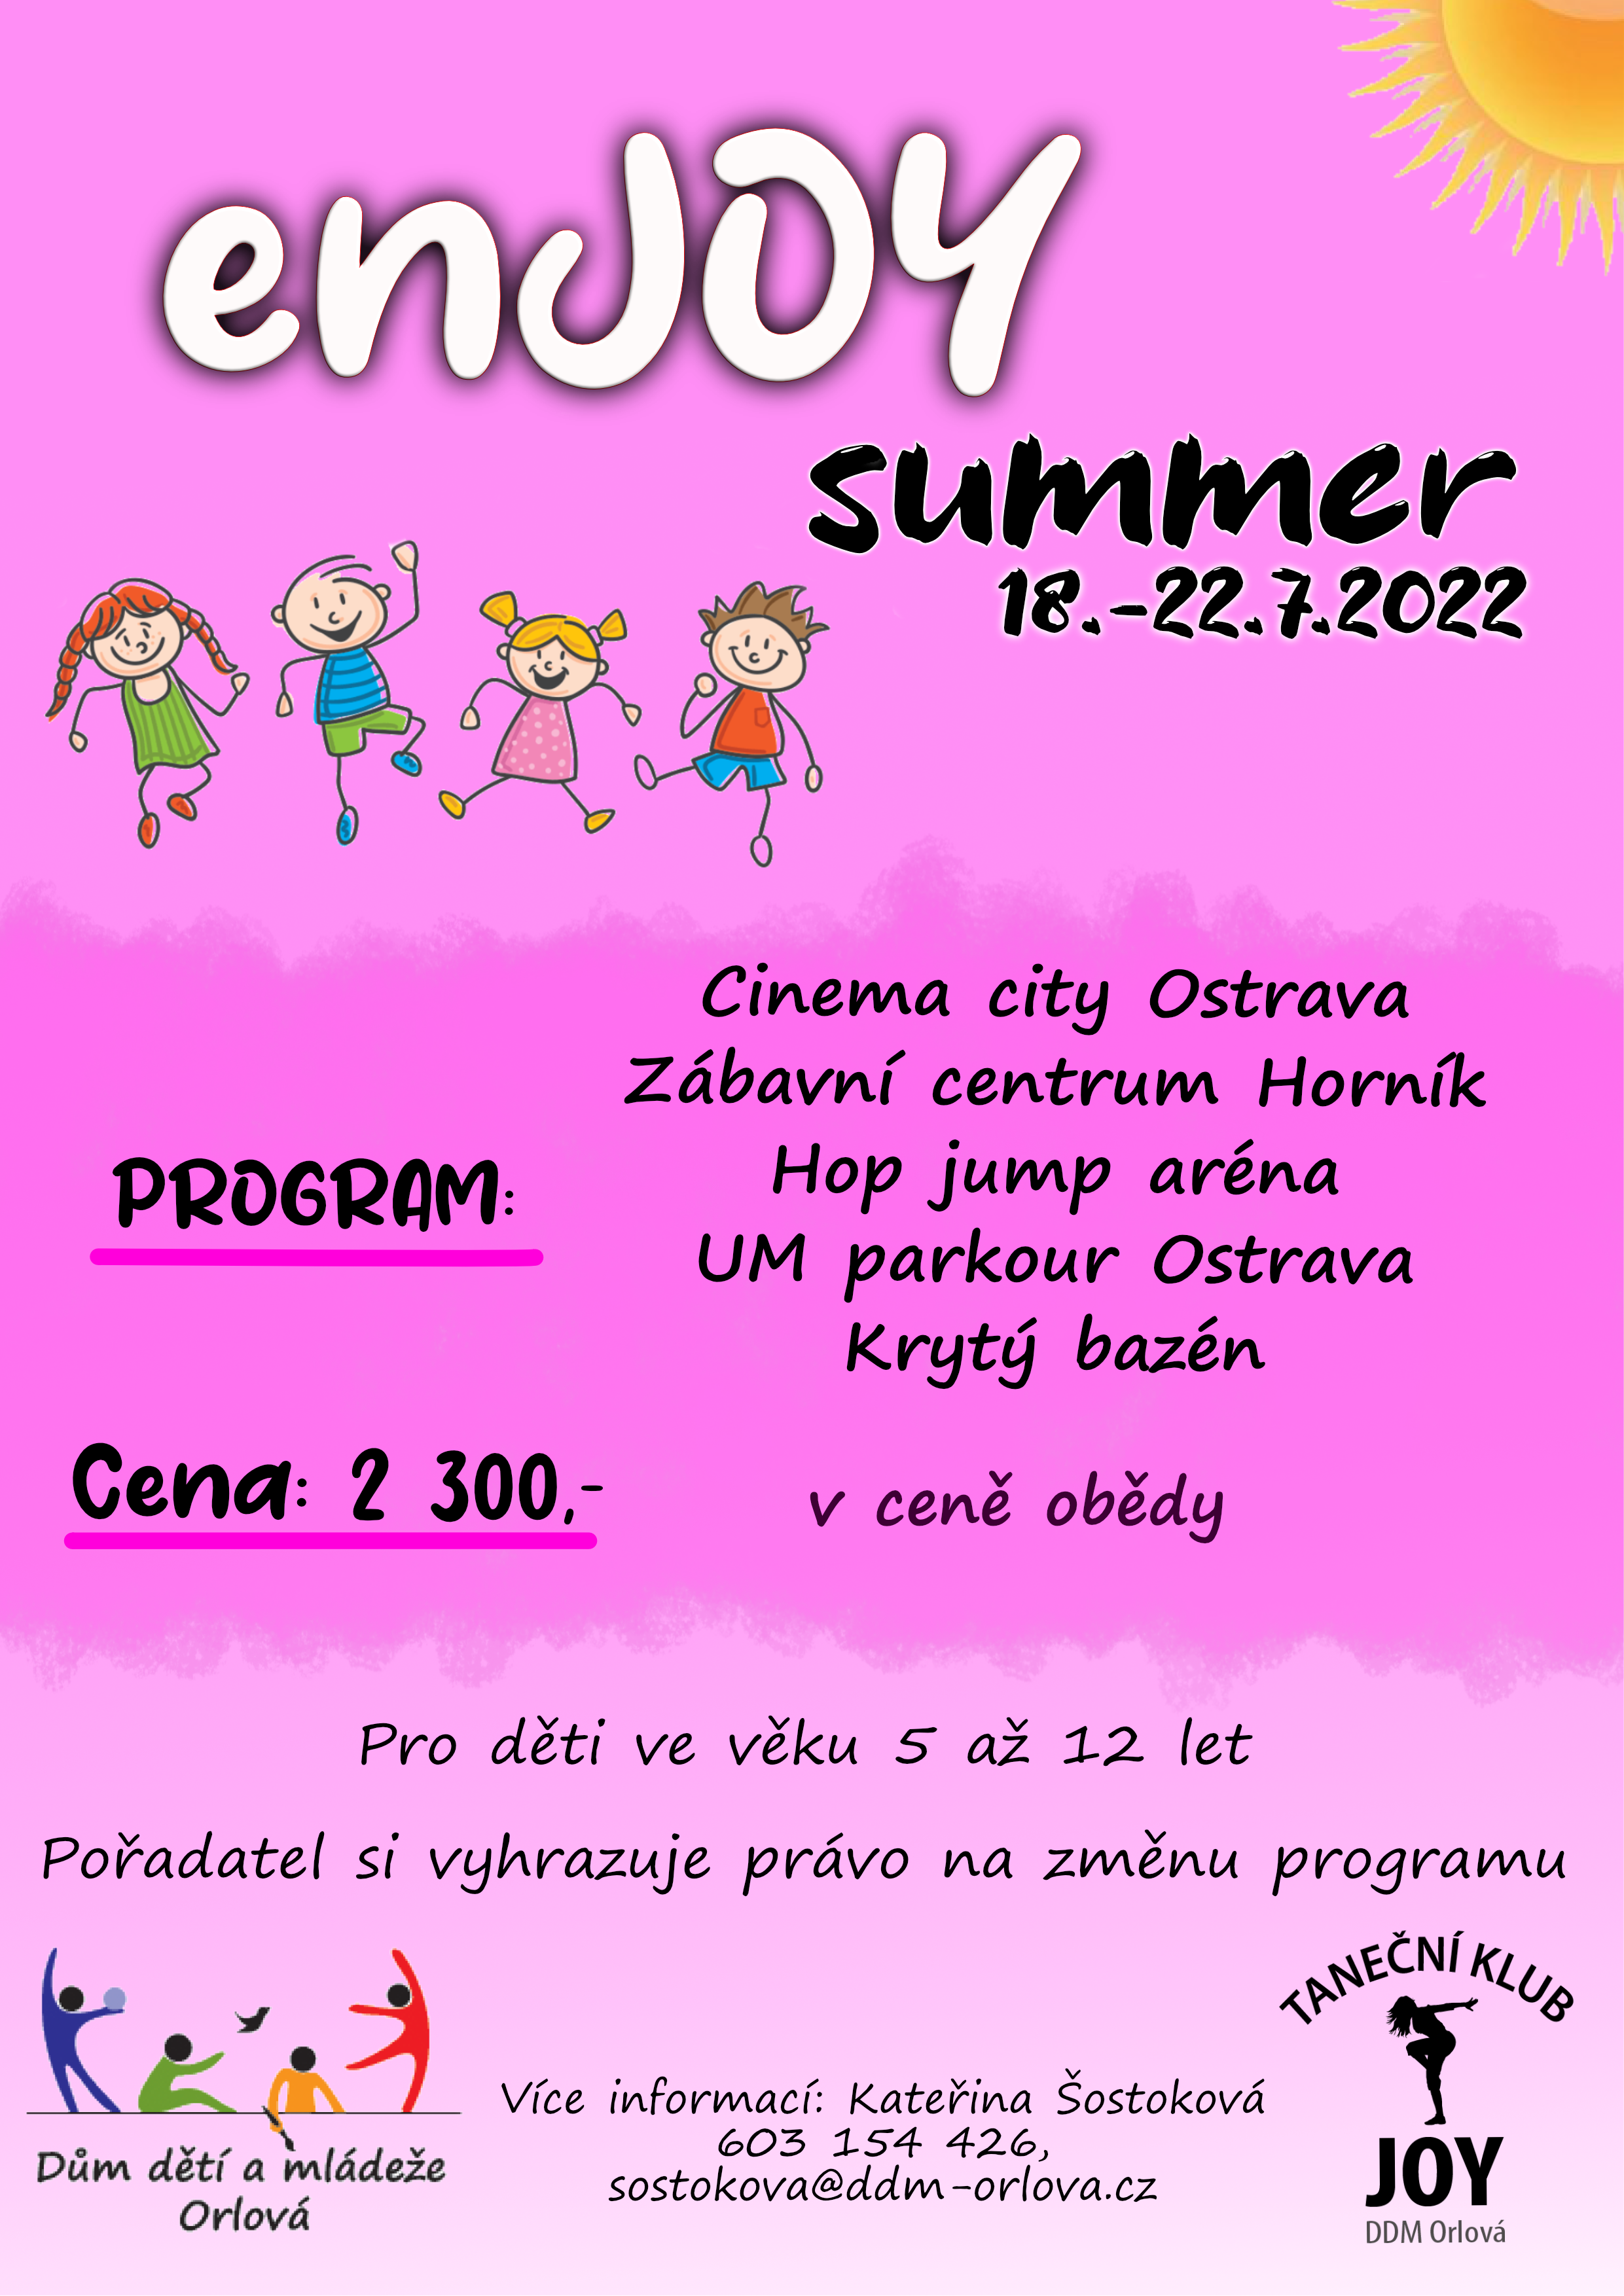 enJOY
summer
18.-22.7.2022
Cinema city Ostrava
Zábavní centrum Horník
Hop jump aréna
UM parkour Ostrava
Krytý bazén
PROGRAM:
Cena: 2 300,-
v ceně obědy
Pro děti ve věku 5 až 12 let
Pořadatel si vyhrazuje právo na změnu programu
Dům dětí a mládeže
Orlová
Více informací: Kateřina Šostoková
603 154 426,
sostokova@ddm-orlova.cz
TANEČNÍ KLUB
JOY
DDM Orlová